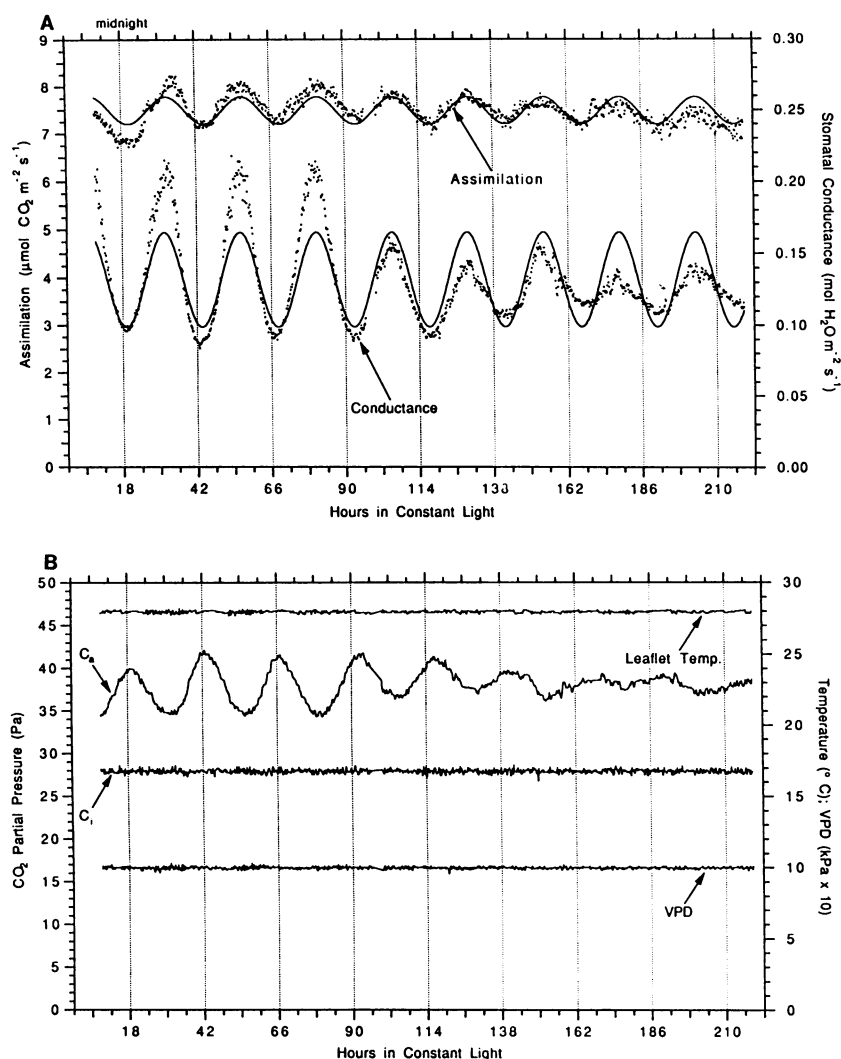 A
midnight
9
8
7
6
5
4
3
2
1
0
Assimilation (μmol CO₂ m⁻² s⁻¹)
0.30
0.25
0.20
0.15
0.10
0.05
0.00
Stomatal Conductance (mol H₂O m⁻² s⁻¹)
Assimilation
Conductance
18 42 66 90 114 138 162 186 210
Hours in Constant Light
B
50
45
40
35
30
25
20
15
10
5
0
CO₂ Partial Pressure (Pa)
30
25
20
15
10
5
0
Temperature (° C); VPD (kPa x 10)
Leaflet Temp.
Cₐ
Cᵢ
VPD
18 42 66 90 114 138 162 186 210
Hours in Constant Light